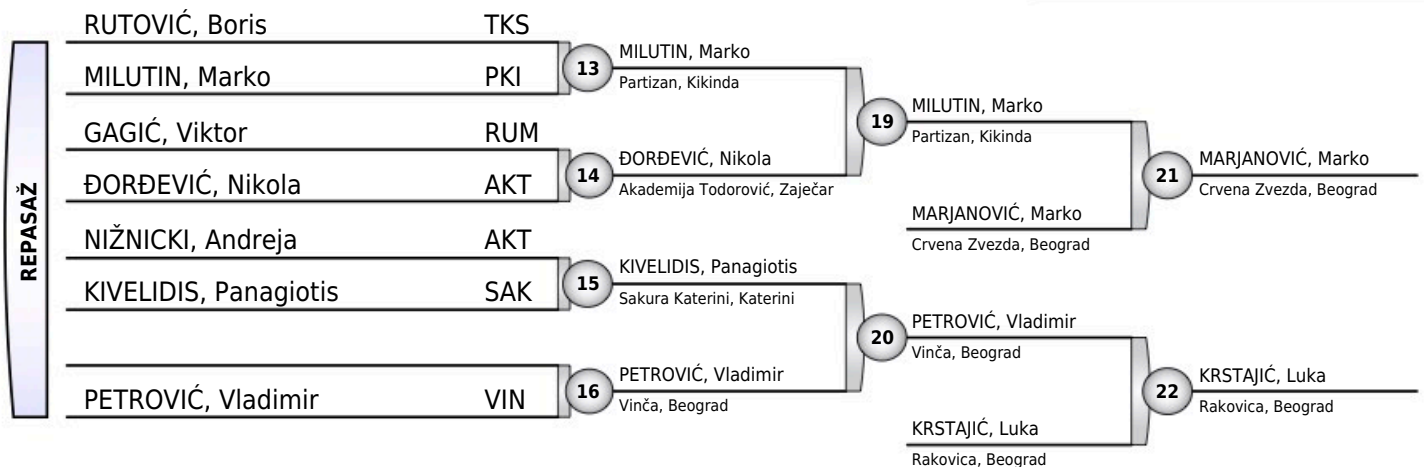 REPASAŽ
RUTOVIĆ, Boris TKS
MILUTIN, Marko PKI
GAGIĆ, Viktor RUM
ĐORĐEVIĆ, Nikola AKT
NIŽNICKI, Andreja AKT
KIVELIDIS, Panagiotis SAK
PETROVIĆ, Vladimir VIN
13
MILUTIN, Marko
Partizan, Kikinda
14
ĐORĐEVIĆ, Nikola
Akademija Todorović, Zaječar
15
KIVELIDIS, Panagiotis
Sakura Katerini, Katerini
16
PETROVIĆ, Vladimir
Vinča, Beograd
19
MILUTIN, Marko
Partizan, Kikinda
MARJANOVIĆ, Marko
Crvena Zvezda, Beograd
20
PETROVIĆ, Vladimir
Vinča, Beograd
KRSTAJIĆ, Luka
Rakovica, Beograd
21
MARJANOVIĆ, Marko
Crvena Zvezda, Beograd
22
KRSTAJIĆ, Luka
Rakovica, Beograd